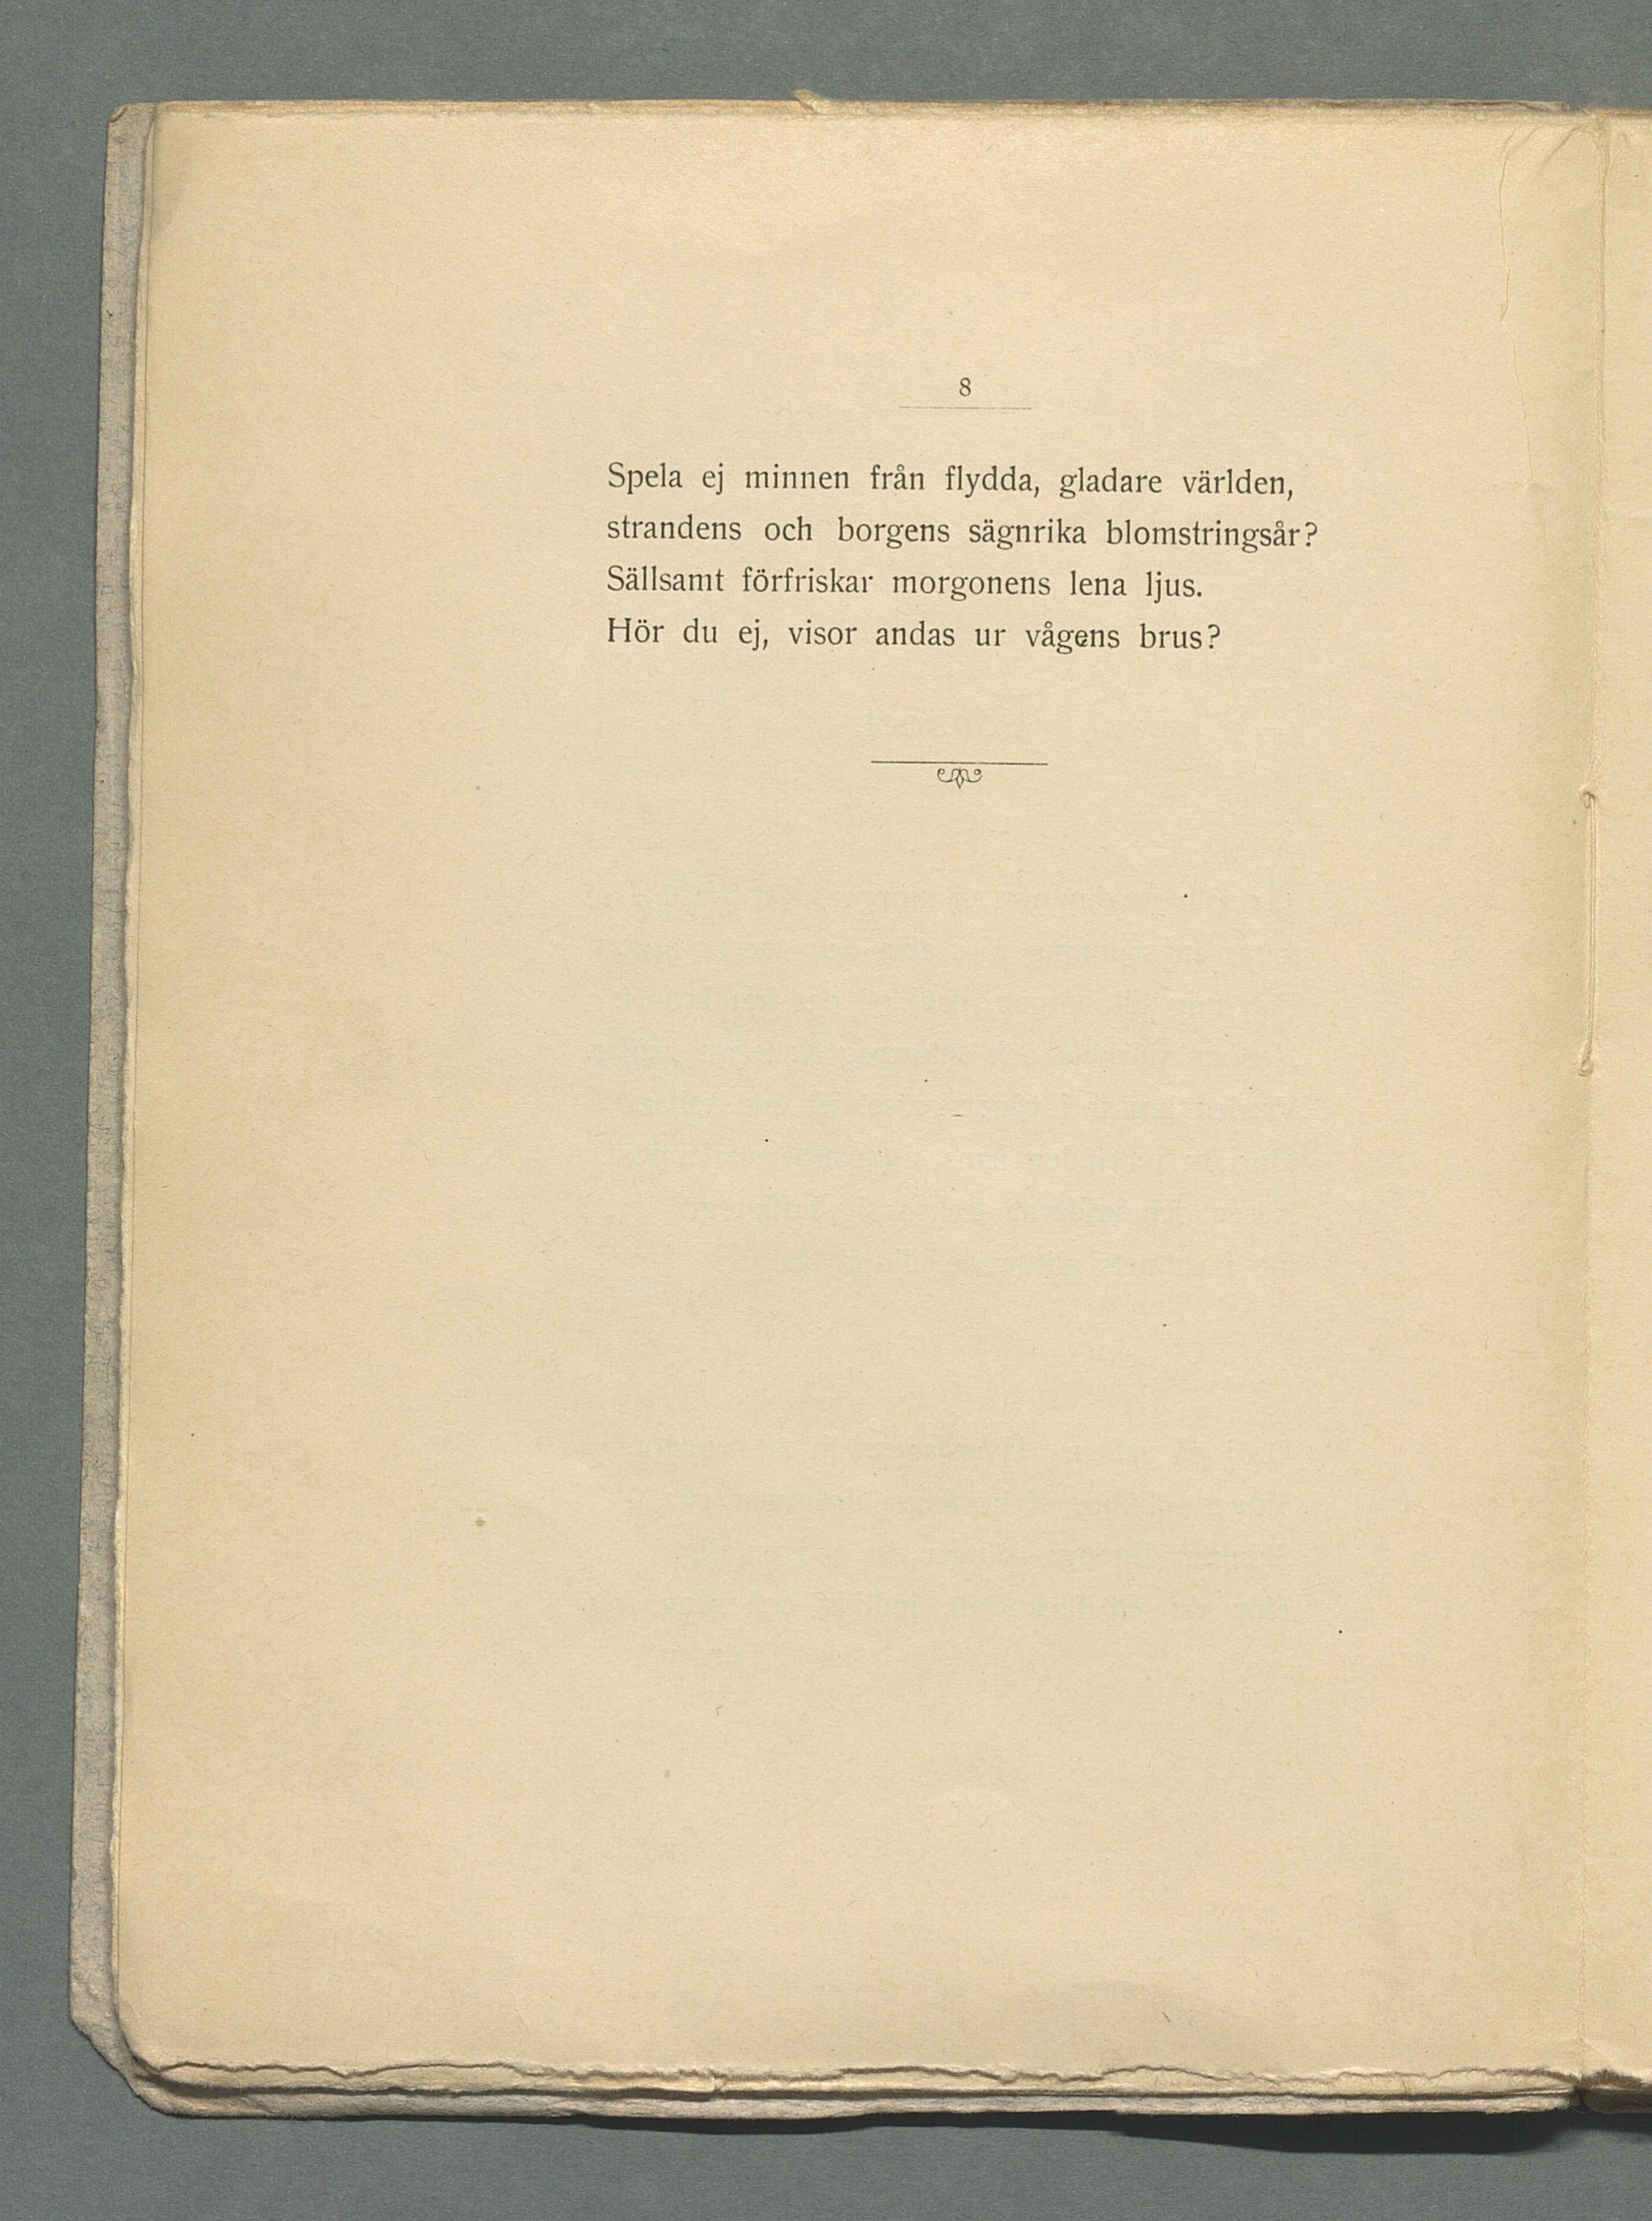 8
Spela ej minnen från flydda, gladare världen,
strandens och borgens sägnrika blomstringsår?
Sällsamt förfriskar morgonens lena ljus.
Hör du ej, visor andas ur vågens brus?